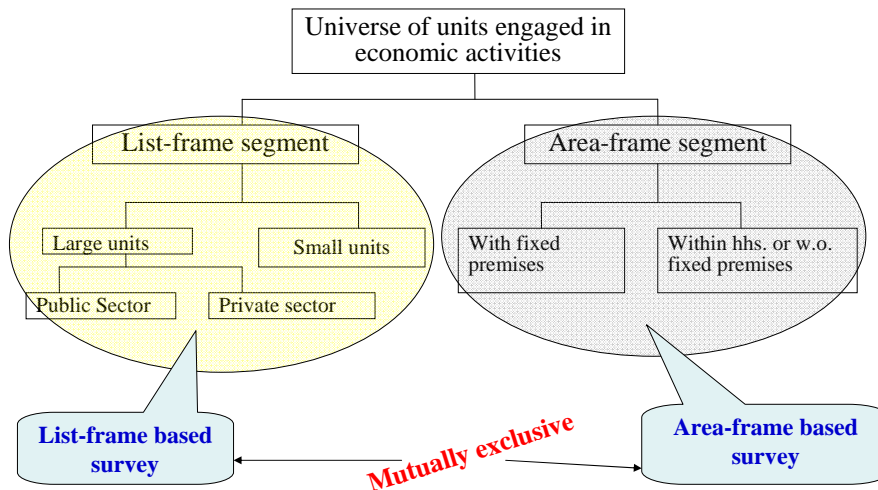 Universe of units engaged in
economic activities
List-frame segment
Area-frame segment
Large units
Small units
With fixed
premises
Within hhs. or w.o.
fixed premises
Public Sector
Private sector
List-frame based
survey
Mutually exclusive
Area-frame based
survey